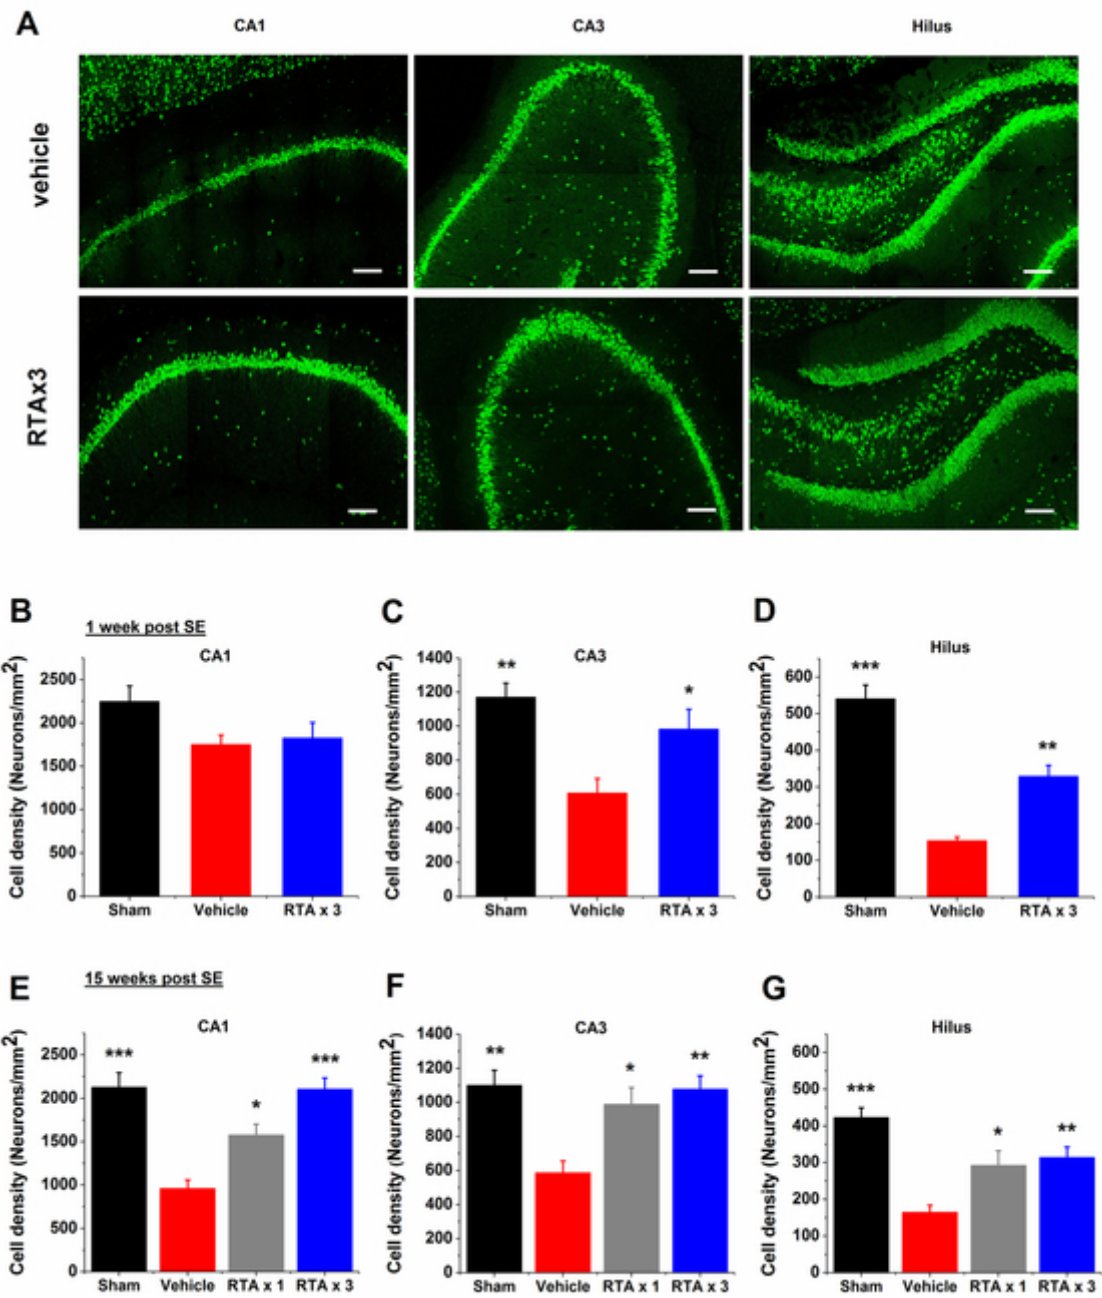 A
CA1 CA3 Hilus
vehicle
RTAx3
B C D
1 week post SE
CA1
Cell density (Neurons/mm2)
2500
2000
1500
1000
500
0
Sham Vehicle RTA x 3
CA3
Cell density (Neurons/mm2)
1400
1200
1000
800
600
400
200
0
** *
Sham Vehicle RTA x 3
Hilus
Cell density (Neurons/mm2)
600
500
400
300
200
100
0
*** **
Sham Vehicle RTA x 3
E F G
15 weeks post SE
CA1
Cell density (Neurons/mm2)
2500
2000
1500
1000
500
0
*** * ***
Sham Vehicle RTA x 1 RTA x 3
CA3
Cell density (Neurons/mm2)
1400
1200
1000
800
600
400
200
0
** * **
Sham Vehicle RTA x 1 RTA x 3
Hilus
Cell density (Neurons/mm2)
600
500
400
300
200
100
0
*** * **
Sham Vehicle RTA x 1 RTA x 3